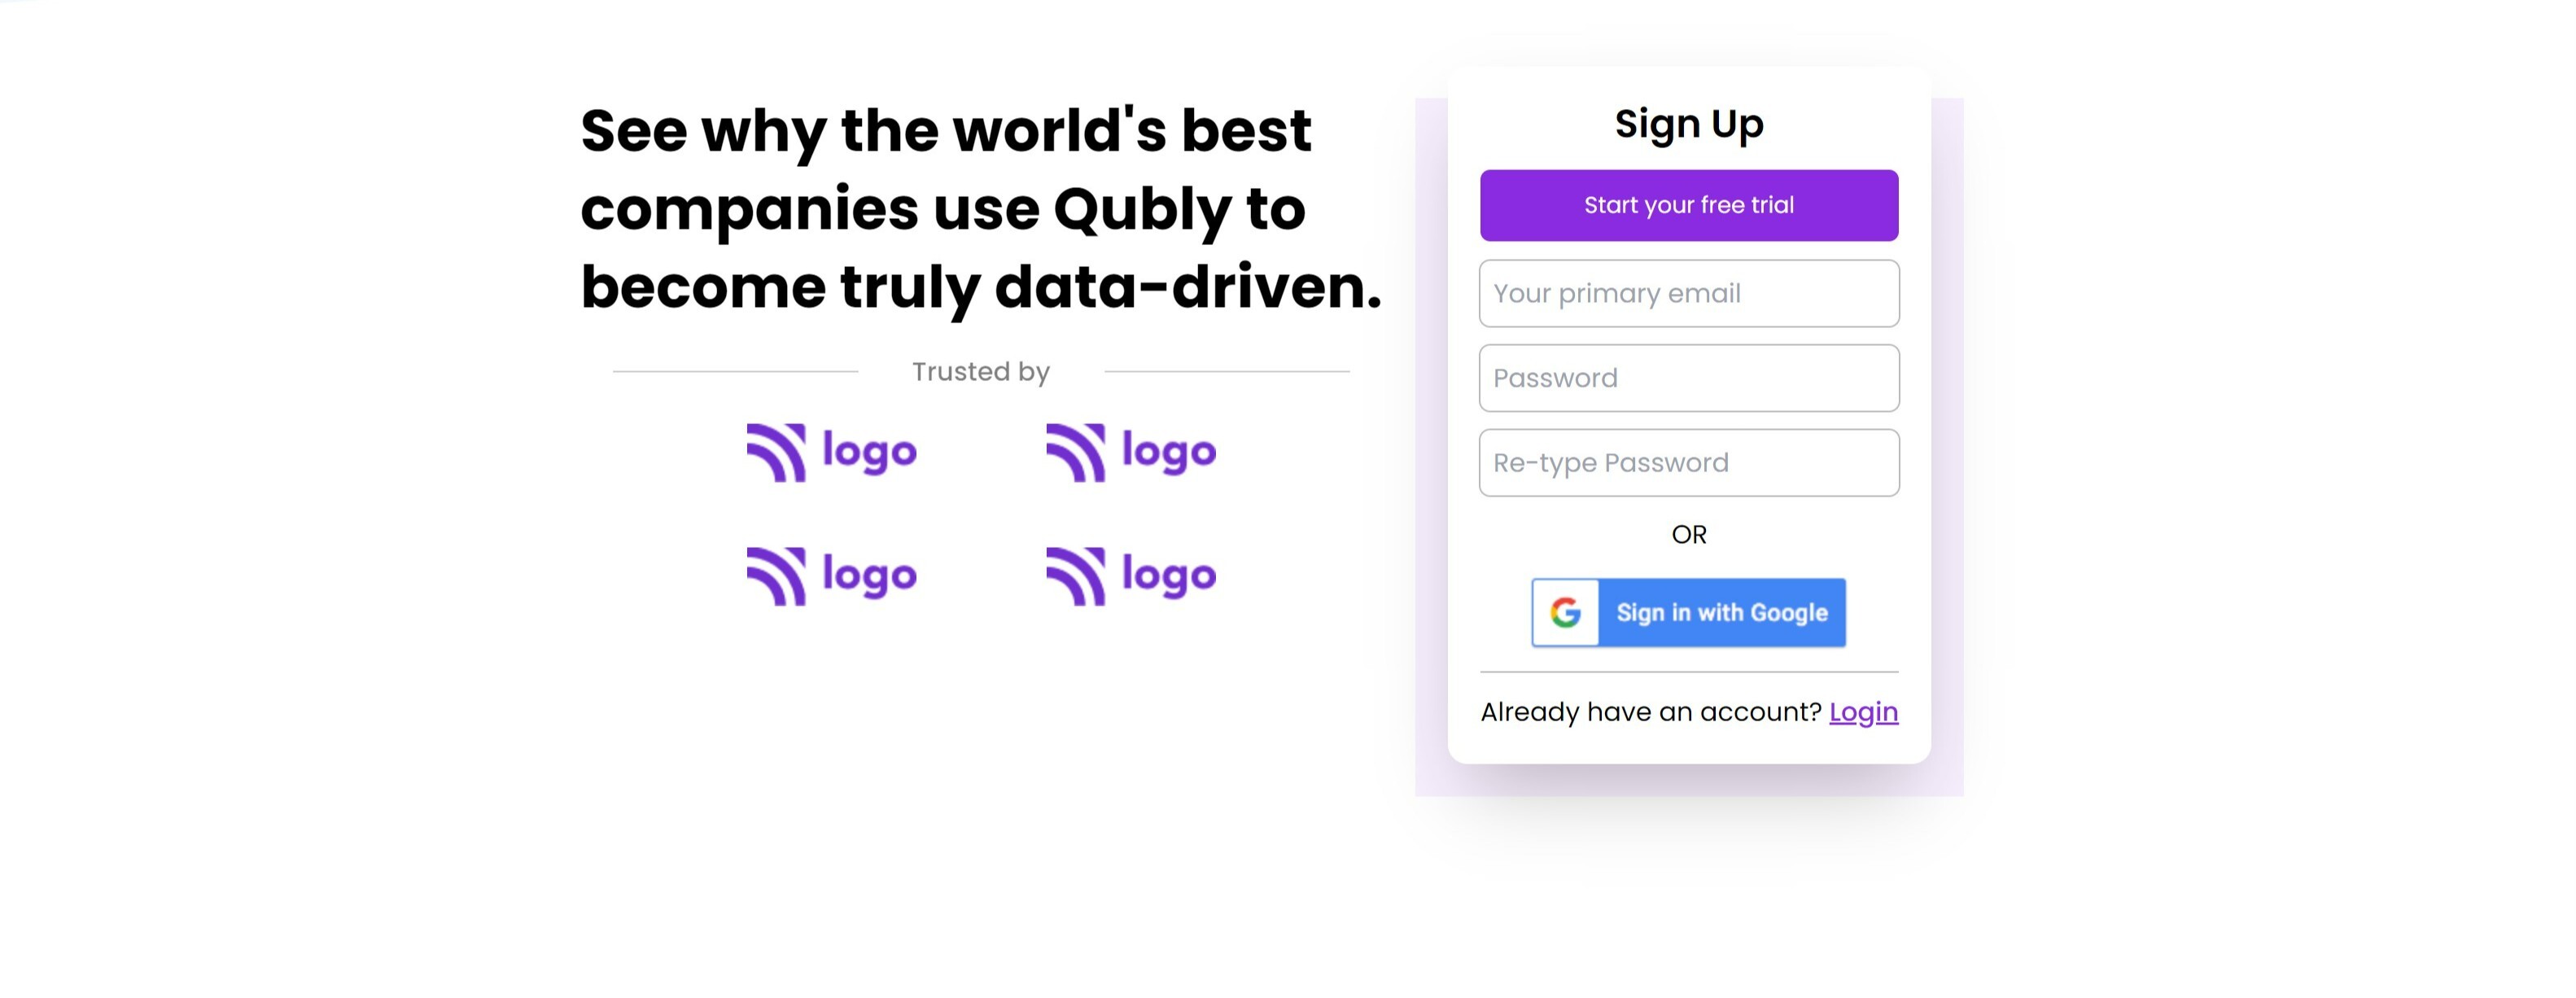 See why the world's best
companies use Qubly to
become truly data-driven.
Trusted by
logo
logo
logo
logo
Sign Up
Start your free trial
Your primary email
Password
Re-type Password
OR
Sign in with Google
Already have an account? Login